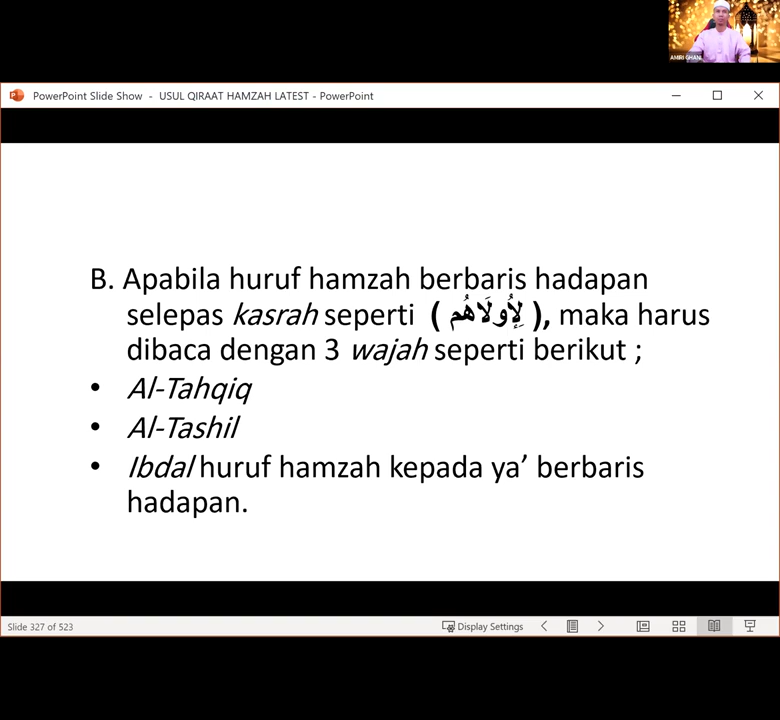 AMIRI GHANI
PowerPoint Slide Show - USUL QIRAAT HAMZAH LATEST - PowerPoint
B. Apabila huruf hamzah berbaris hadapan
selepas kasrah seperti ( لِأُولَاهُم ), maka harus
dibaca dengan 3 wajah seperti berikut ;
• Al-Tahqiq
• Al-Tashil
• Ibdal huruf hamzah kepada ya’ berbaris
hadapan.
Slide 327 of 523
Display Settings